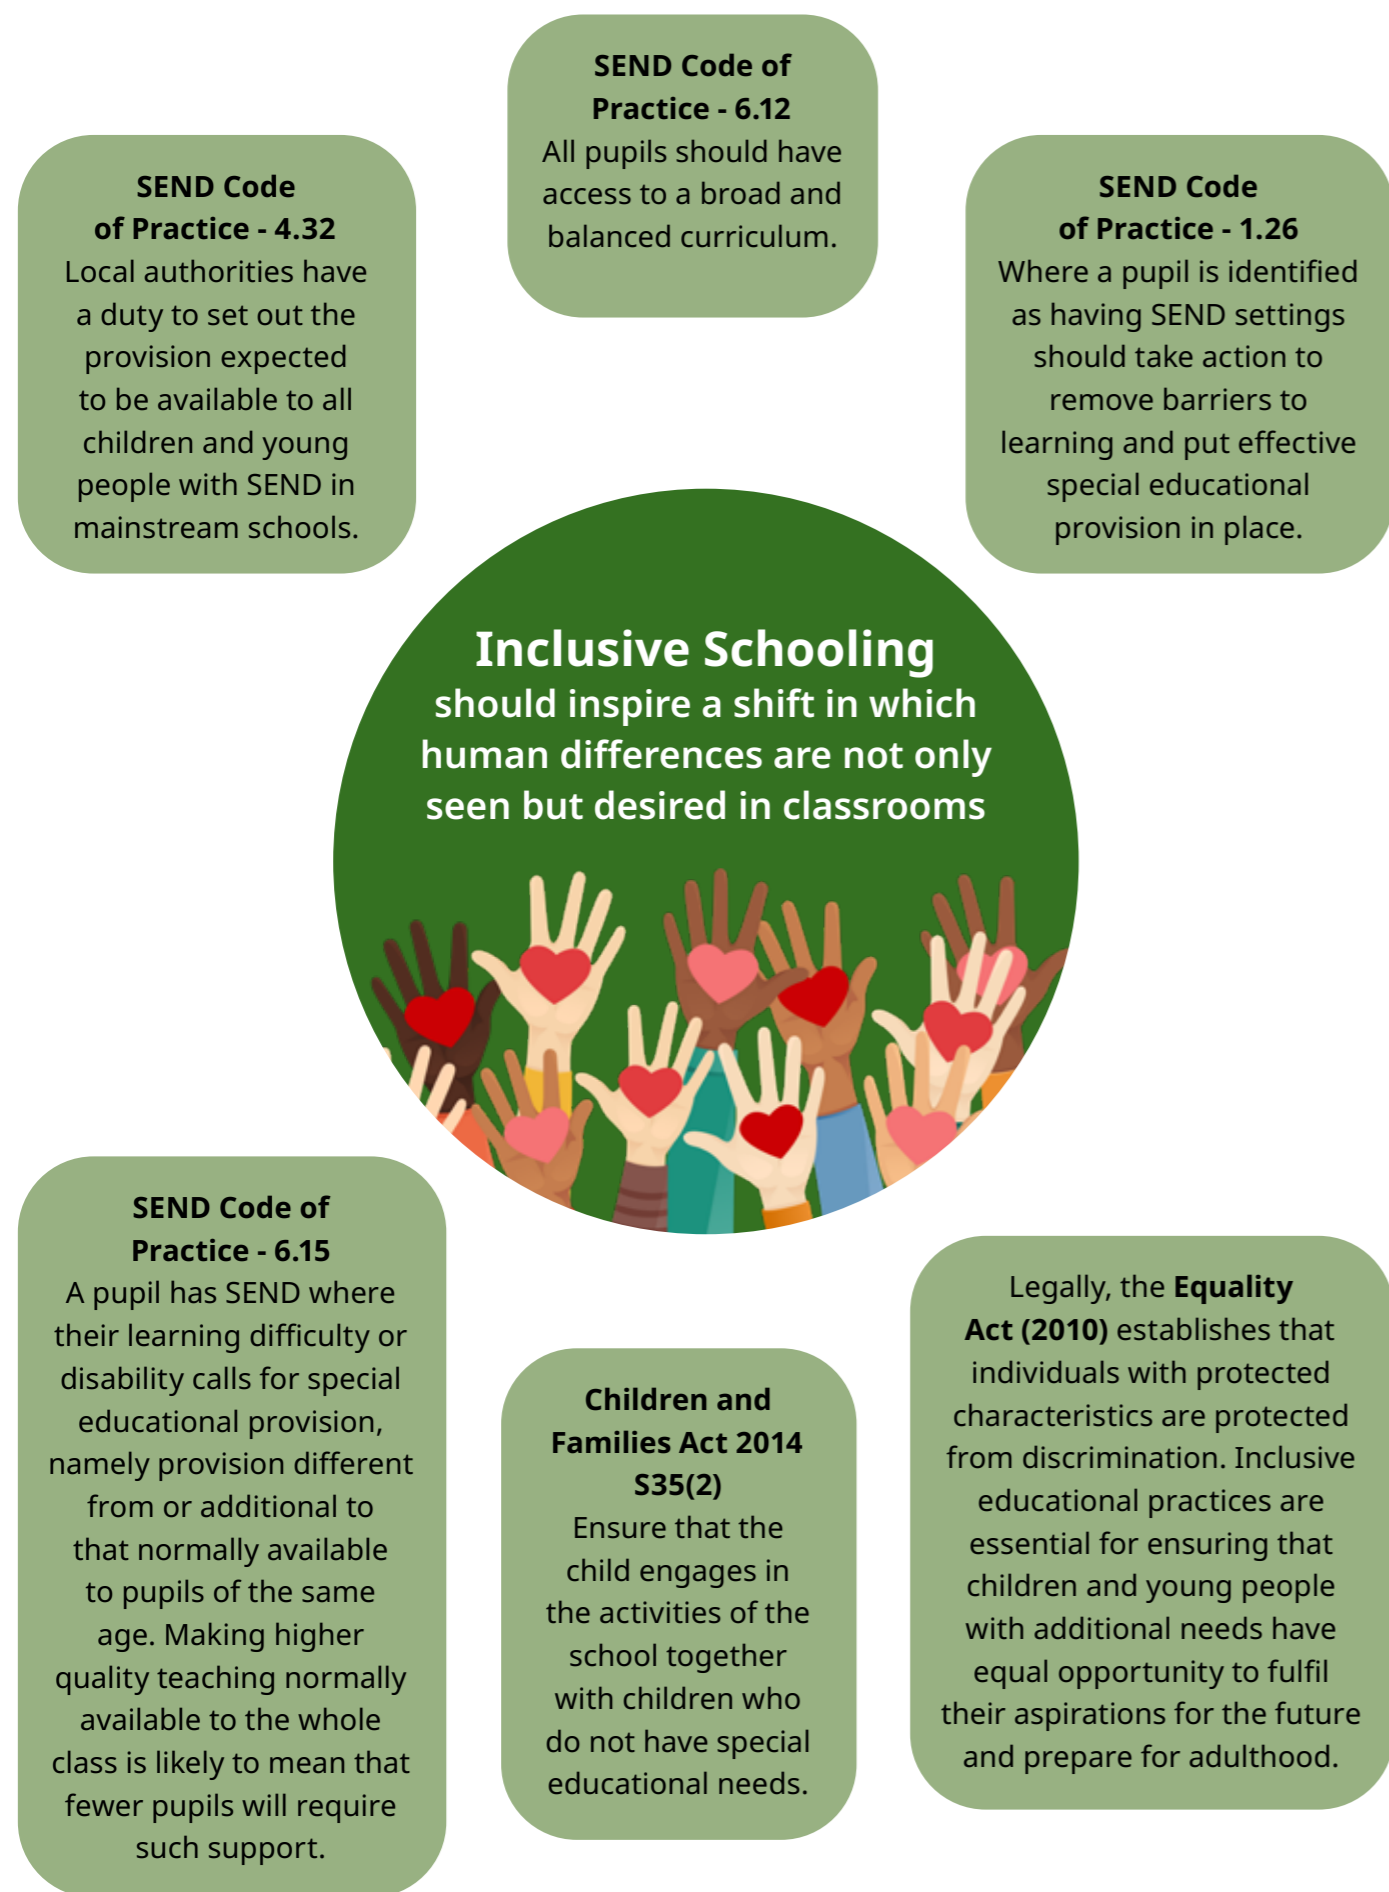 SEND Code of
Practice - 6.12
All pupils should have
access to a broad and
balanced curriculum.
SEND Code
of Practice - 4.32
Local authorities have
a duty to set out the
provision expected
to be available to all
children and young
people with SEND in
mainstream schools.
SEND Code
of Practice - 1.26
Where a pupil is identified
as having SEND settings
should take action to
remove barriers to
learning and put effective
special educational
provision in place.
Inclusive Schooling
should inspire a shift in which
human differences are not only
seen but desired in classrooms
SEND Code of
Practice - 6.15
A pupil has SEND where
their learning difficulty or
disability calls for special
educational provision,
namely provision different
from or additional to
that normally available
to pupils of the same
age. Making higher
quality teaching normally
available to the whole
class is likely to mean that
fewer pupils will require
such support.
Children and
Families Act 2014
S35(2)
Ensure that the
child engages in
the activities of the
school together
with children who
do not have special
educational needs.
Legally, the Equality
Act (2010) establishes that
individuals with protected
characteristics are protected
from discrimination. Inclusive
educational practices are
essential for ensuring that
children and young people
with additional needs have
equal opportunity to fulfil
their aspirations for the future
and prepare for adulthood.